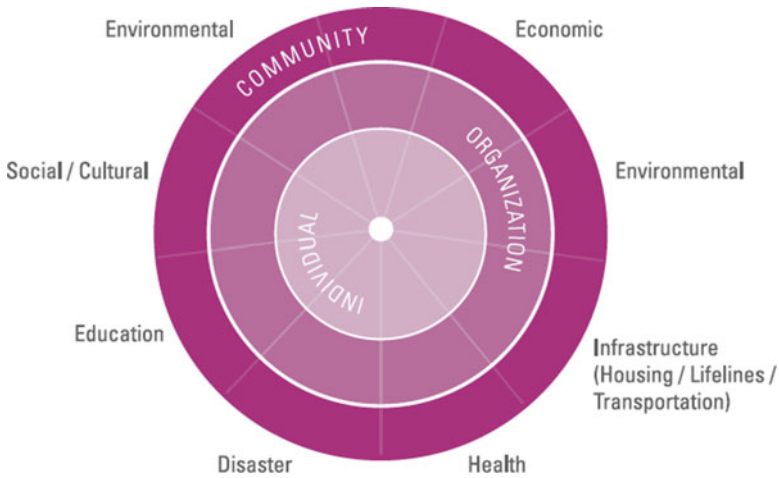 Environmental
Economic
COMMUNITY
ORGANIZATION
INDIVIDUAL
Social / Cultural
Environmental
Education
Infrastructure
(Housing / Lifelines /
Transportation)
Disaster
Health